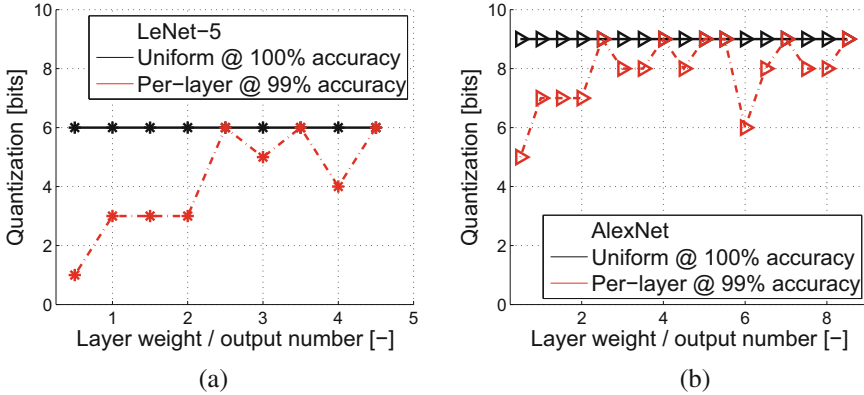 10
8
6
4
2
0
Quantization [bits]
LeNet−5
Uniform @ 100% accuracy
Per−layer @ 99% accuracy
1 2 3 4 5
Layer weight / output number [−]
(a)
10
8
6
4
2
0
Quantization [bits]
AlexNet
Uniform @ 100% accuracy
Per−layer @ 99% accuracy
2 4 6 8
Layer weight / output number [−]
(b)